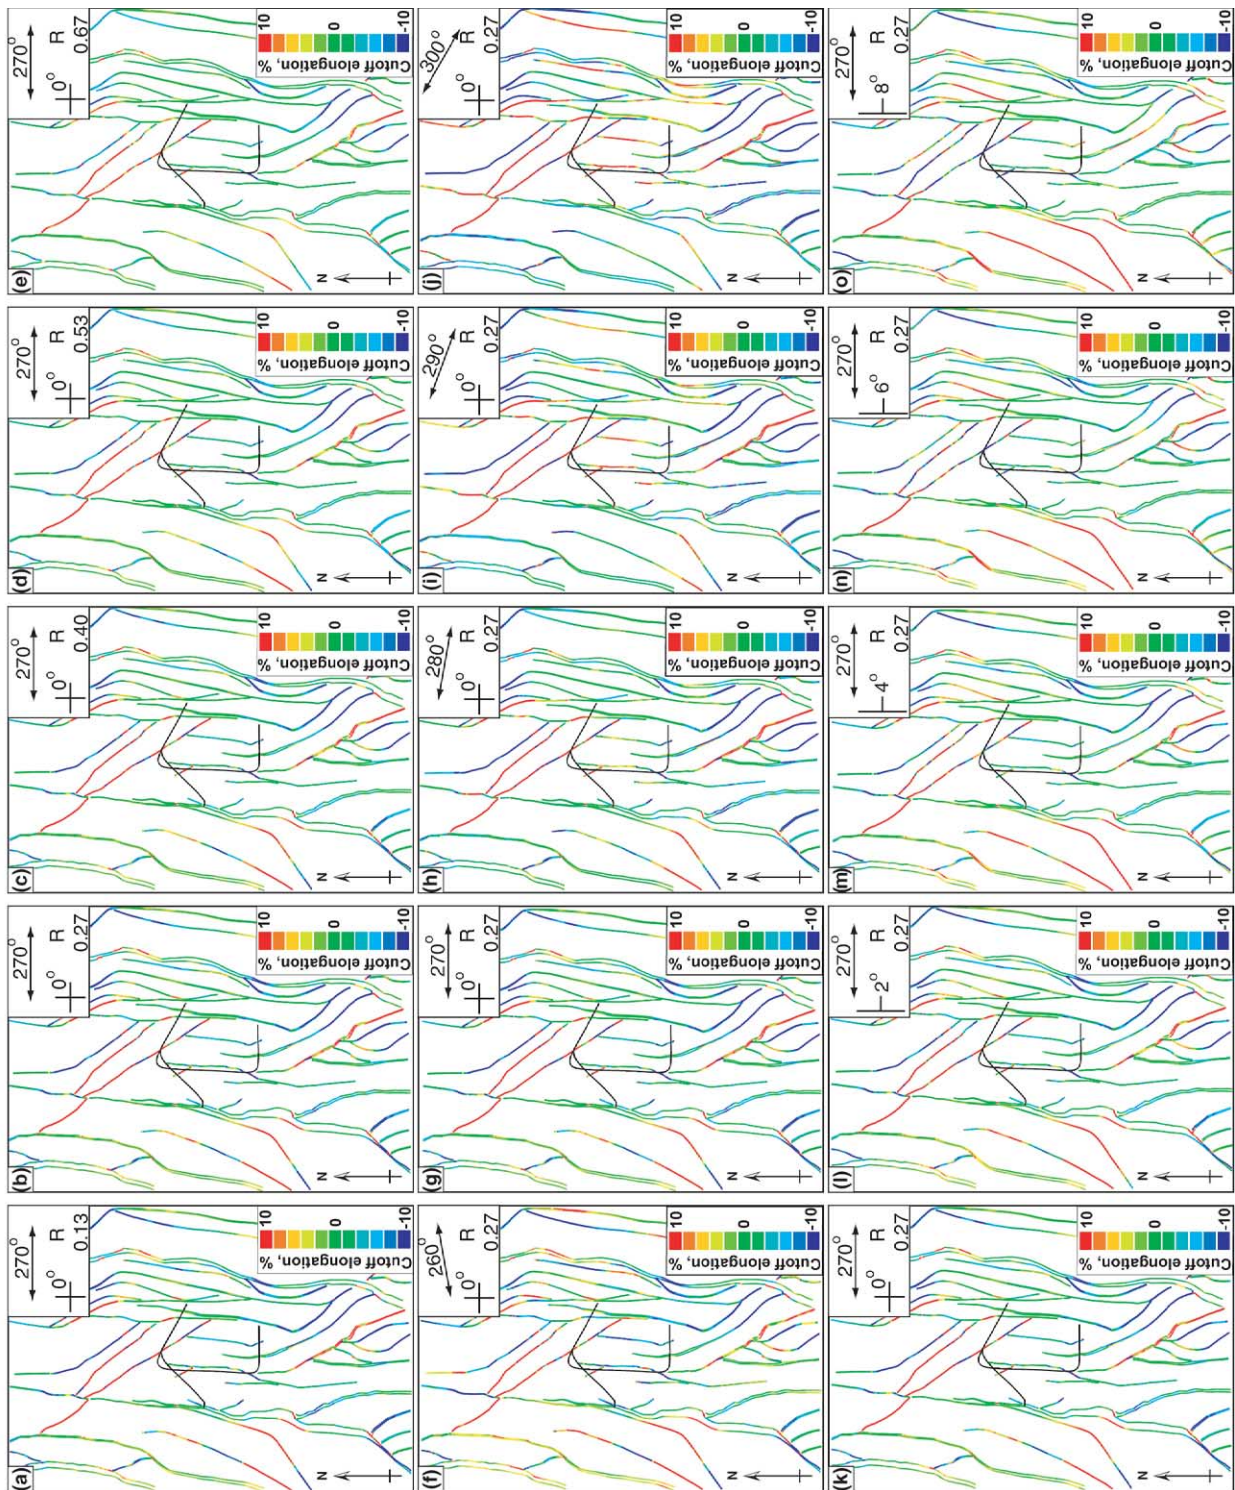 (a)
270°
0°
R
0.13
10
0
-10
Cutoff elongation, %
N
(b)
270°
0°
R
0.27
10
0
-10
Cutoff elongation, %
N
(c)
270°
0°
R
0.40
10
0
-10
Cutoff elongation, %
N
(d)
270°
0°
R
0.53
10
0
-10
Cutoff elongation, %
N
(e)
270°
0°
R
0.67
10
0
-10
Cutoff elongation, %
N
(f)
260°
0°
R
0.27
10
0
-10
Cutoff elongation, %
N
(g)
270°
0°
R
0.27
10
0
-10
Cutoff elongation, %
N
(h)
280°
0°
R
0.27
10
0
-10
Cutoff elongation, %
N
(i)
290°
0°
R
0.27
10
0
-10
Cutoff elongation, %
N
(j)
300°
0°
R
0.27
10
0
-10
Cutoff elongation, %
N
(k)
270°
0°
R
0.27
10
0
-10
Cutoff elongation, %
N
(l)
270°
2°
R
0.27
10
0
-10
Cutoff elongation, %
N
(m)
270°
4°
R
0.27
10
0
-10
Cutoff elongation, %
N
(n)
270°
6°
R
0.27
10
0
-10
Cutoff elongation, %
N
(o)
270°
8°
R
0.27
10
0
-10
Cutoff elongation, %
N